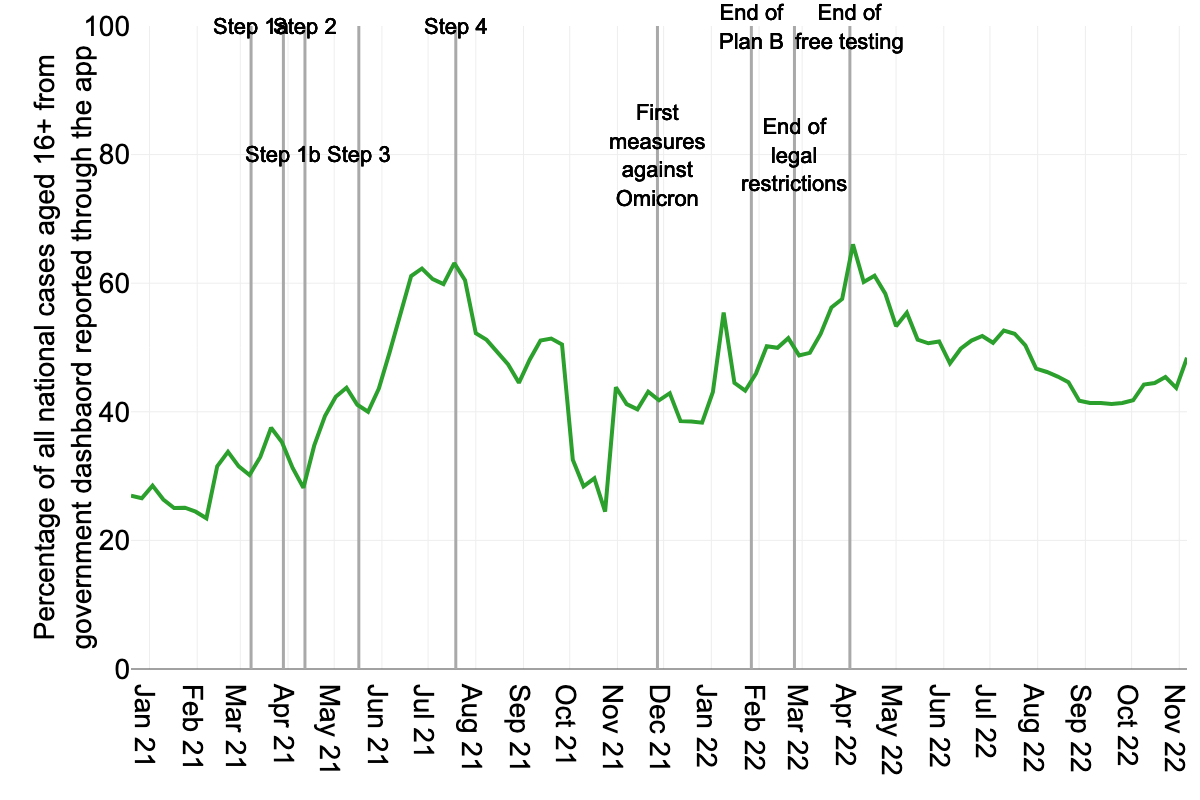 Percentage of all national cases aged 16+ from
government dashbaord reported through the app
100
80
60
40
20
0
Step 1a
Step 2
Step 4
End of
Plan B
End of
free testing
Step 1b
Step 3
First
measures
against
Omicron
End of
legal
restrictions
Jan 21
Feb 21
Mar 21
Apr 21
May 21
Jun 21
Jul 21
Aug 21
Sep 21
Oct 21
Nov 21
Dec 21
Jan 22
Feb 22
Mar 22
Apr 22
May 22
Jun 22
Jul 22
Aug 22
Sep 22
Oct 22
Nov 22